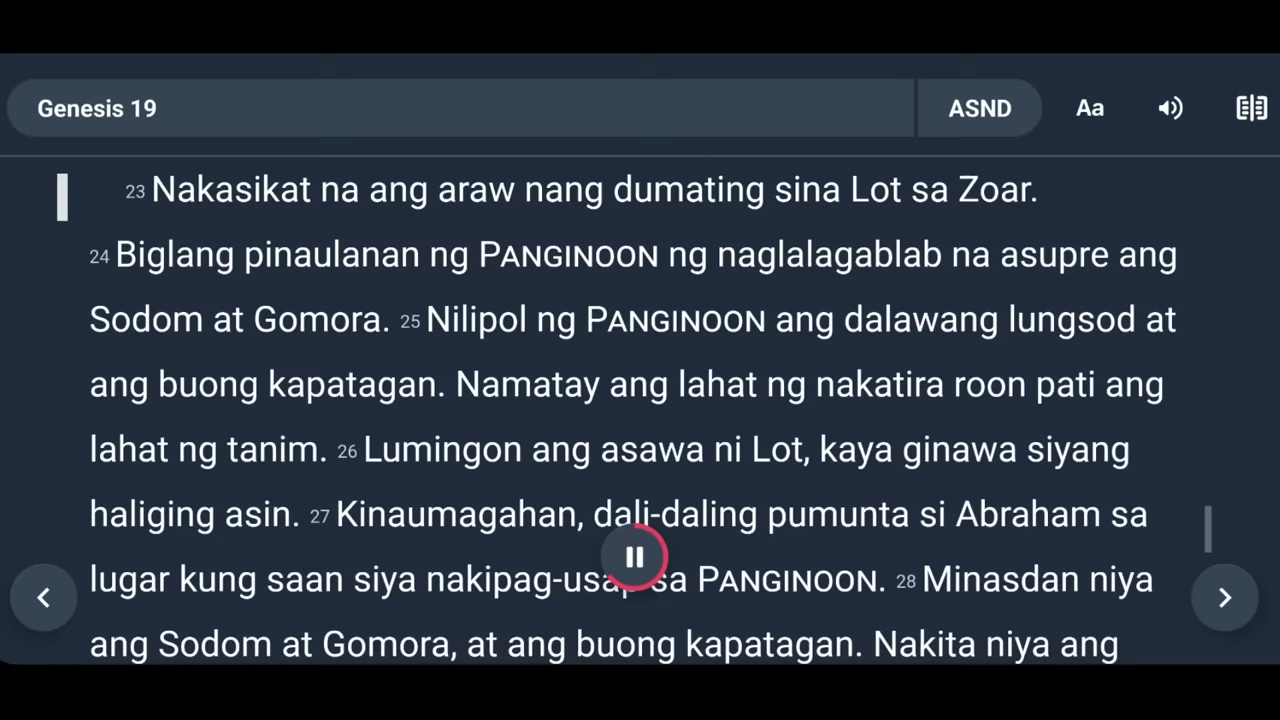 Genesis 19 ASND Aa
23 Nakasikat na ang araw nang dumating sina Lot sa Zoar.
24 Biglang pinaulanan ng PANGINOON ng naglalagablab na asupre ang
Sodom at Gomora. 25 Nilipol ng PANGINOON ang dalawang lungsod at
ang buong kapatagan. Namatay ang lahat ng nakatira roon pati ang
lahat ng tanim. 26 Lumingon ang asawa ni Lot, kaya ginawa siyang
haliging asin. 27 Kinaumagahan, dali-daling pumunta si Abraham sa
lugar kung saan siya nakipag-usap sa PANGINOON. 28 Minasdan niya
ang Sodom at Gomora, at ang buong kapatagan. Nakita niya ang